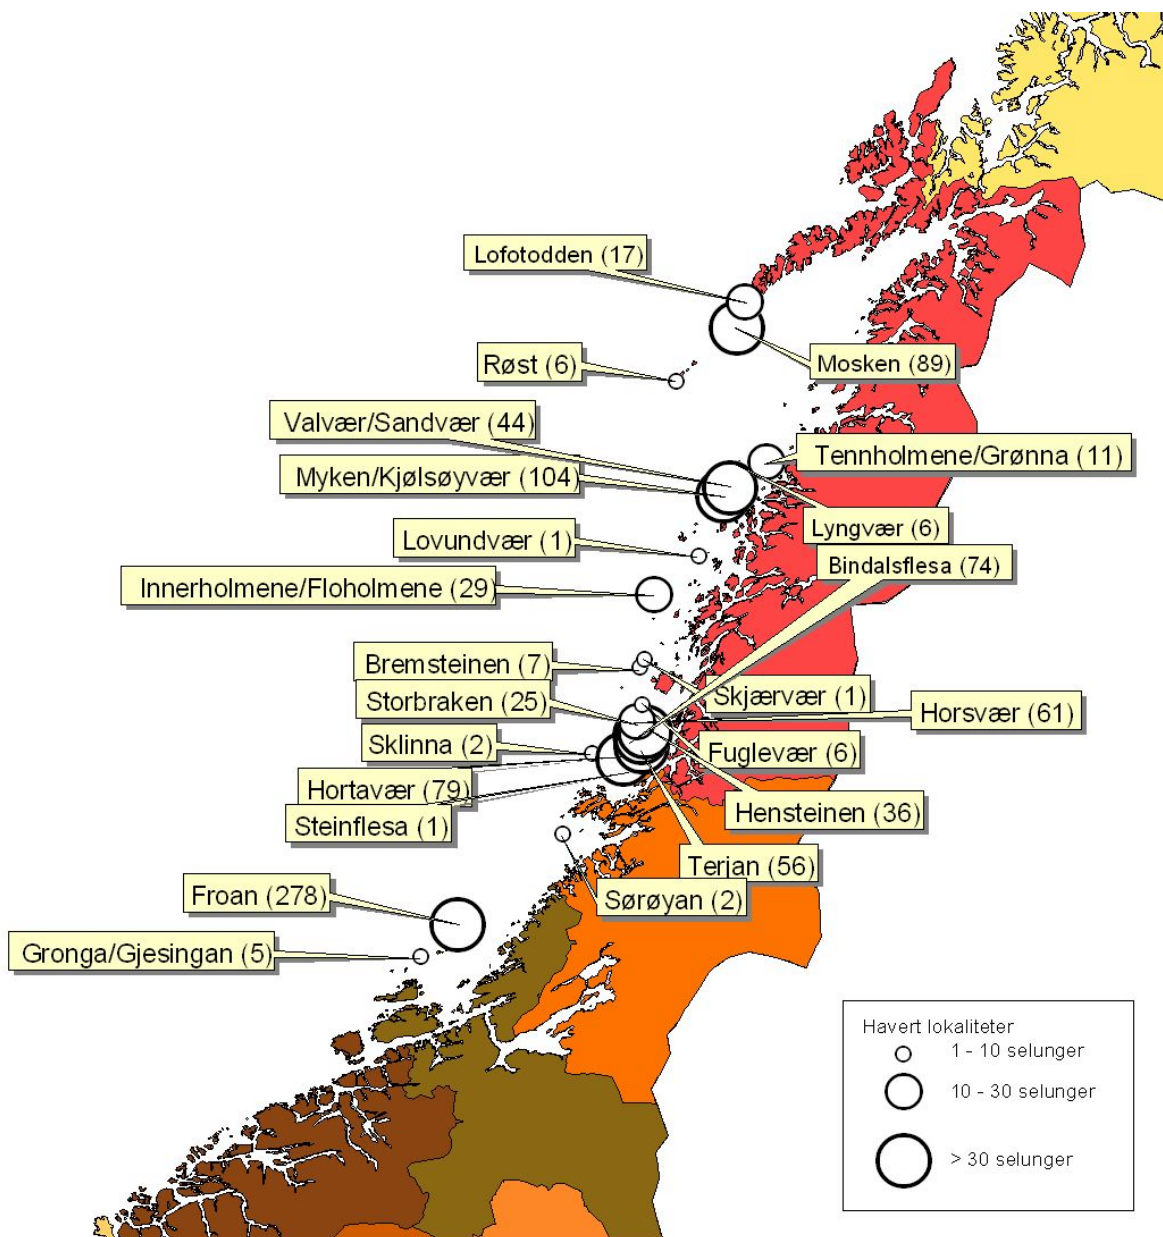 Lofotodden (17)
Mosken (89)
Røst (6)
Valvær/Sandvær (44)
Tennholmene/Grønna (11)
Myken/Kjølsøyvær (104)
Lyngvær (6)
Lovundvær (1)
Bindalsflesa (74)
Innerholmene/Floholmene (29)
Bremsteinen (7)
Skjærvær (1)
Storbraken (25)
Horsvær (61)
Sklinna (2)
Fuglevær (6)
Hortavær (79)
Hensteinen (36)
Steinflesa (1)
Terjan (56)
Froan (278)
Sørøyan (2)
Gronga/Gjesingan (5)
Havert lokaliteter
1 - 10 selunger
10 - 30 selunger
> 30 selunger